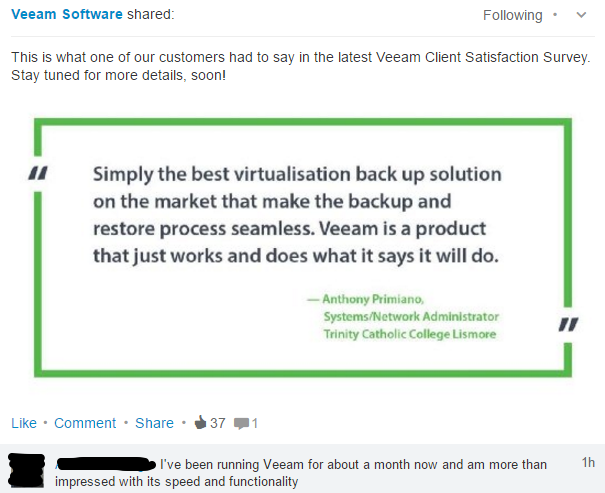 Veeam Software shared:
Following
This is what one of our customers had to say in the latest Veeam Client Satisfaction Survey.
Stay tuned for more details, soon!
"
Simply the best virtualisation back up solution
on the market that make the backup and
restore process seamless. Veeam is a product
that just works and does what it says it will do.
— Anthony Primiano,
Systems/Network Administrator
Trinity Catholic College Lismore
"
Like • Comment • Share • 37 1
I've been running Veeam for about a month now and am more than
impressed with its speed and functionality
1h